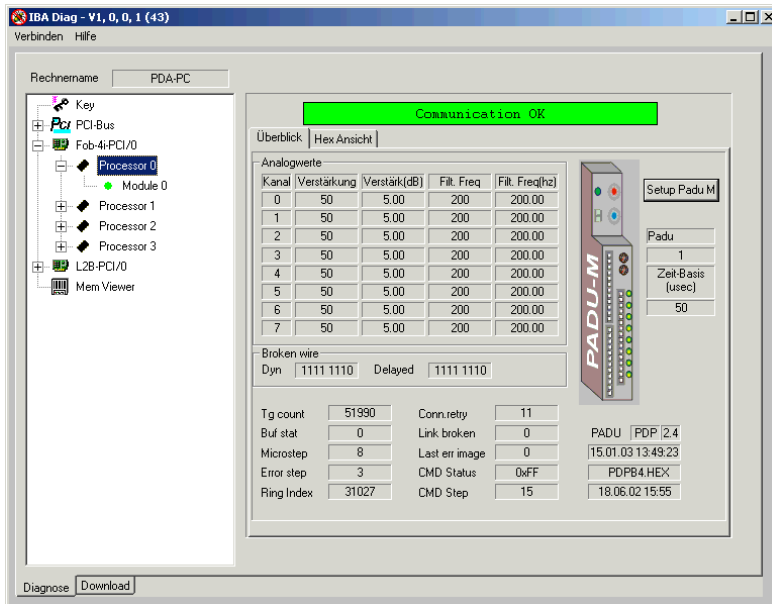 IBA Diag - V1, 0, 0, 1 (43)
Verbinden Hilfe
Rechnername PDA-PC
Key
PCI PCI-Bus
Fob-4i-PCI/0
Processor 0
Module 0
Processor 1
Processor 2
Processor 3
L2B-PCI/0
Mem Viewer
Communication OK
Überblick Hex Ansicht
Analogwerte
Kanal Verstärkung Verstärk(dB) Filt. Freq Filt. Freq(hz)
0 50 5.00 200 200.00
1 50 5.00 200 200.00
2 50 5.00 200 200.00
3 50 5.00 200 200.00
4 50 5.00 200 200.00
5 50 5.00 200 200.00
6 50 5.00 200 200.00
7 50 5.00 200 200.00
Broken wire
Dyn 1111 1110 Delayed 1111 1110
Tg count 51990 Conn.retry 11
Buf stat 0 Link broken 0
Microstep 8 Last err image 0
Error step 3 CMD Status 0xFF
Ring Index 31027 CMD Step 15
PADU-M
Setup Padu M
Padu
1
Zeit-Basis
(usec)
50
PADU PDP 2.4
15.01.03 13:49:23
PDPB4.HEX
18.06.02 15:55
Diagnose Download